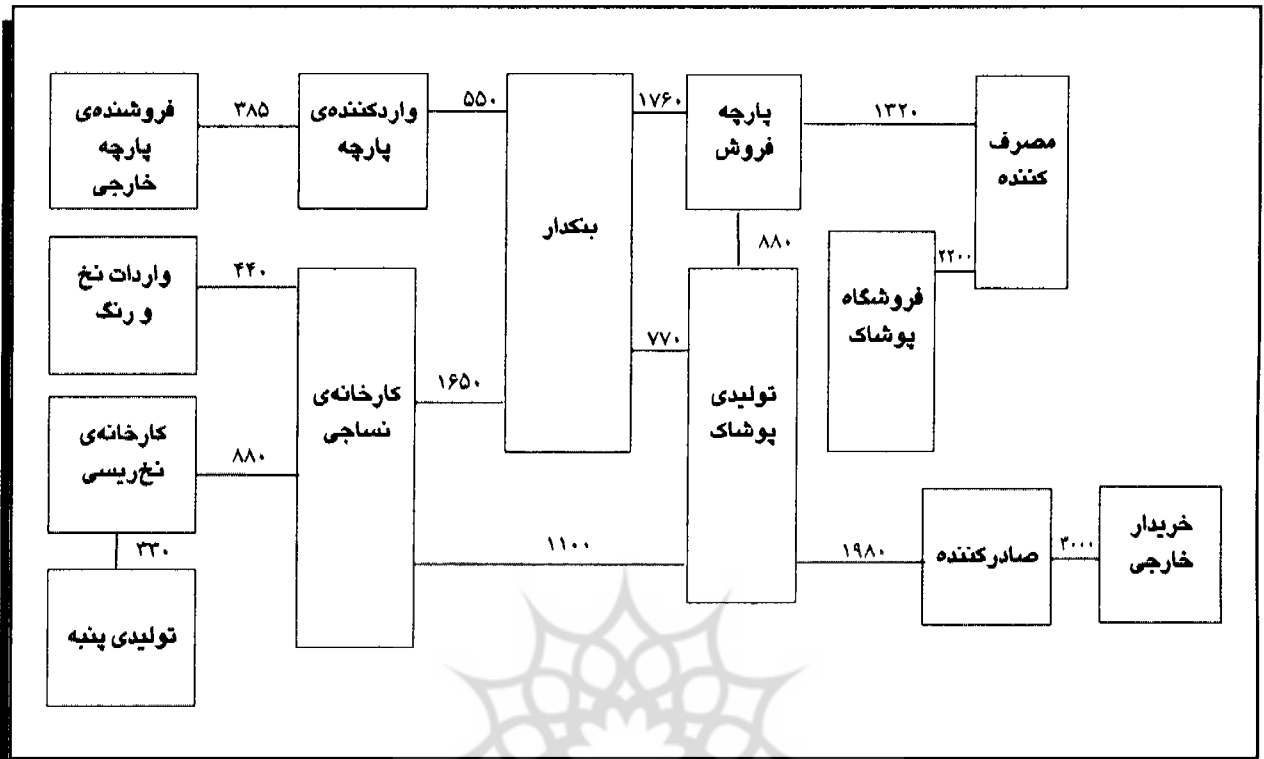 فروشنده‌ی
پارچه
خارجی
۳۸۵
واردکننده‌ی
پارچه
۵۵۰
بنکدار
۱۷۶۰
پارچه
فروش
۱۳۲۰
مصرف
کننده
واردات نخ
و رنگ
۴۴۰
کارخانه‌ی
نساجی
۱۶۵۰
۷۷۰
۸۸۰
تولیدی
پوشاک
فروشگاه
پوشاک
۲۲۰۰
کارخانه‌ی
نخ‌ریسی
۸۸۰
۳۳۰
تولیدی پنبه
۱۱۰۰
۱۹۸۰
صادرکننده
۳۰۰۰
خریدار
خارجی